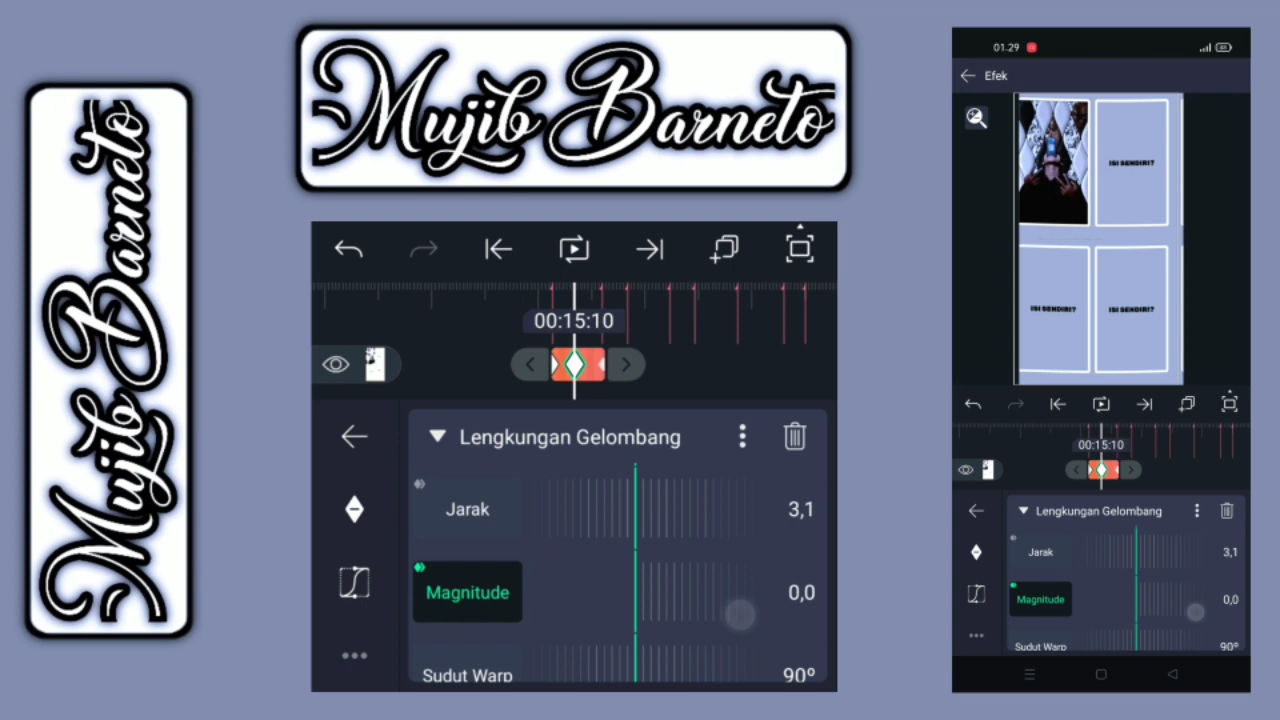 Mujib Barneto
Mujib Barneto
00:15:10
Lengkungan Gelombang
Jarak
3,1
Magnitude
0,0
Sudut Warp
90º
01.29
Efek
ISI SENDIRI?
ISI SENDIRI?
ISI SENDIRI?
00:15:10
Lengkungan Gelombang
Jarak
3,1
Magnitude
0,0
Sudut Warp
90º